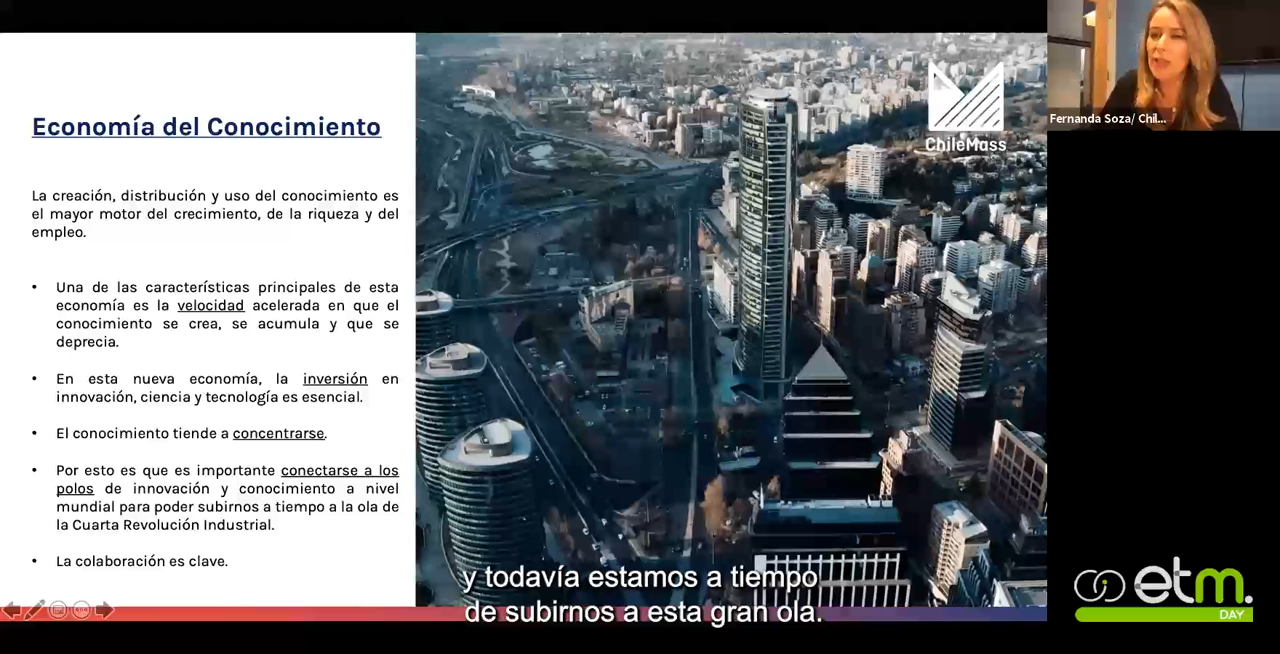 Economía del Conocimiento
La creación, distribución y uso del conocimiento es
el mayor motor del crecimiento, de la riqueza y del
empleo.
• Una de las características principales de esta
economía es la velocidad acelerada en que el
conocimiento se crea, se acumula y que se
deprecia.
• En esta nueva economía, la inversión en
innovación, ciencia y tecnología es esencial.
• El conocimiento tiende a concentrarse.
• Por esto es que es importante conectarse a los
polos de innovación y conocimiento a nivel
mundial para poder subirnos a tiempo a la ola de
la Cuarta Revolución Industrial.
• La colaboración es clave.
ChileMass
Fernanda Soza/ Chil...
y todavía estamos a tiempo
de subirnos a esta gran ola.
etm.
DAY